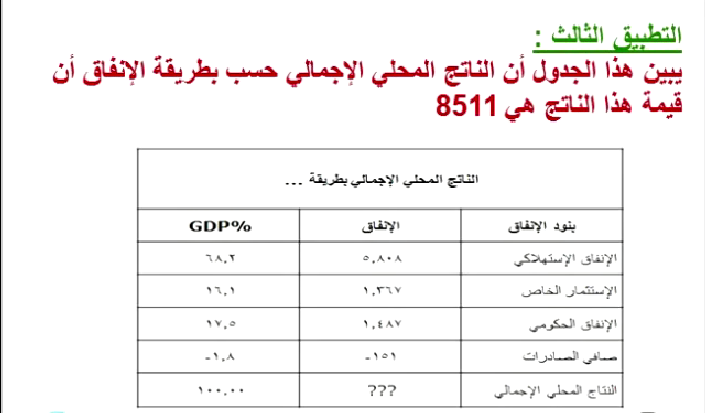 التطبيق الثالث :
يبين هذا الجدول أن الناتج المحلي الإجمالي حسب بطريقة الإنفاق أن
قيمة هذا الناتج هي 8511
الناتج المحلي الإجمالي بطريقة ...
بنود الإنفاق الإنفاق GDP%
الإنفاق الإستهلاكي ٥,٨٠٨ ٦٨,٢
الإستثمار الخاص ١,٣٦٧ ١٦,١
الإنفاق الحكومي ١,٤٨٧ ١٧,٥
صافى الصادرات -١٥١ -١,٨
الناتج المحلي الإجمالي ??? ١٠٠,٠٠